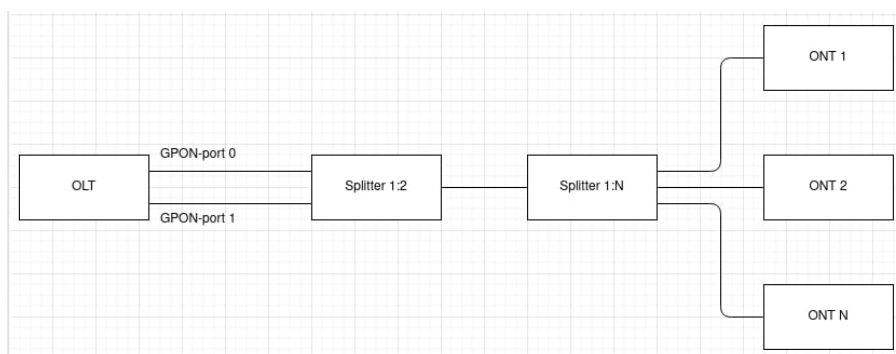 ONT 1
GPON-port 0
OLT
Splitter 1:2
Splitter 1:N
ONT 2
GPON-port 1
ONT N